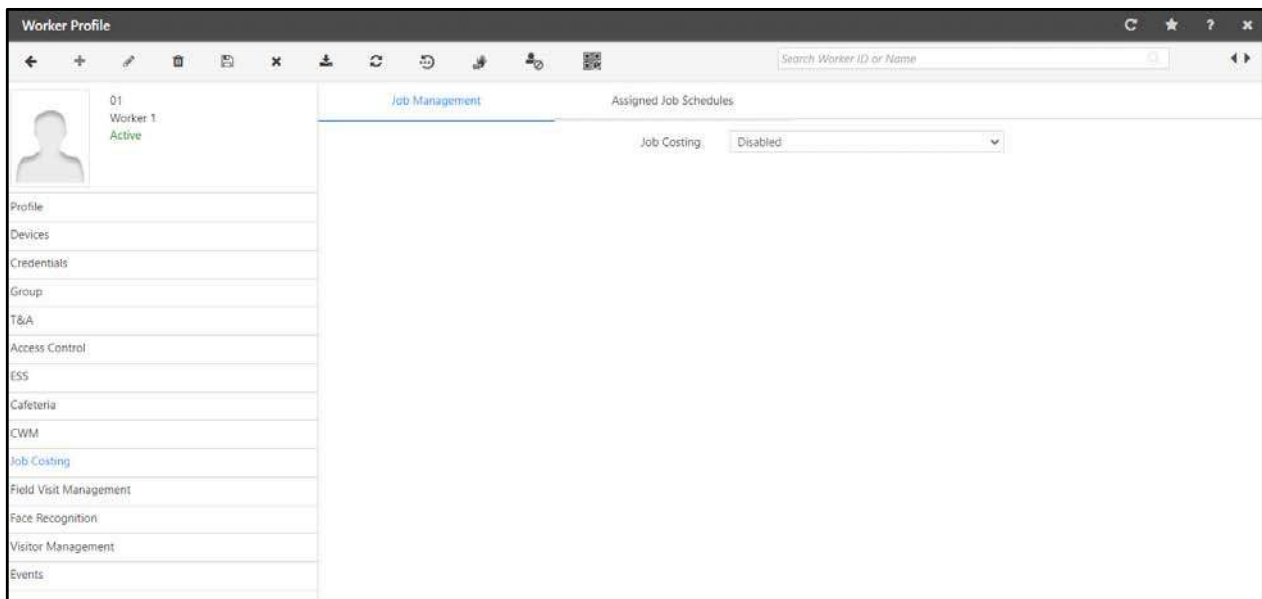 Worker Profile
Search Worker ID or Name
01
Worker 1
Active
Job Management
Assigned Job Schedules
Job Costing
Disabled
Profile
Devices
Credentials
Group
T&A
Access Control
ESS
Cafeteria
CWM
Job Costing
Field Visit Management
Face Recognition
Visitor Management
Events